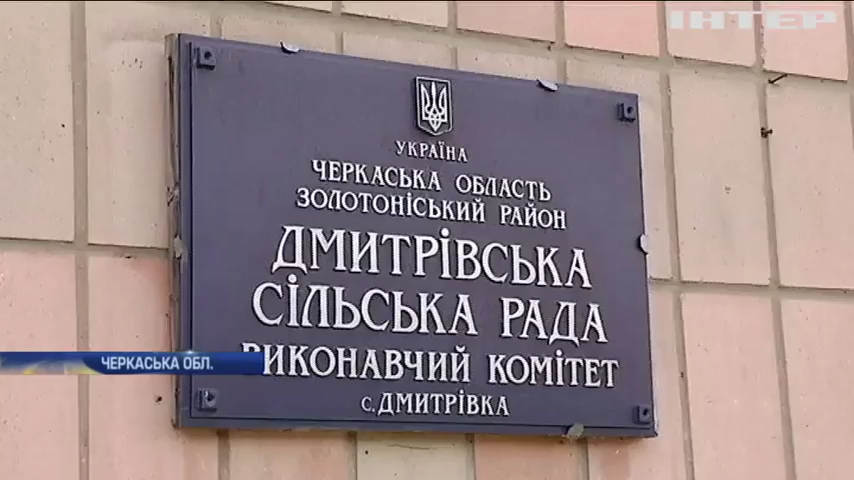 ІНТЕР
УКРАЇНА
ЧЕРКАСЬКА ОБЛАСТЬ
ЗОЛОТОНІСЬКИЙ РАЙОН
ДМИТРІВСЬКА
СІЛЬСЬКА РАДА
ВИКОНАВЧИЙ КОМІТЕТ
с. ДМИТРІВКА
ЧЕРКАСЬКА ОБЛ.